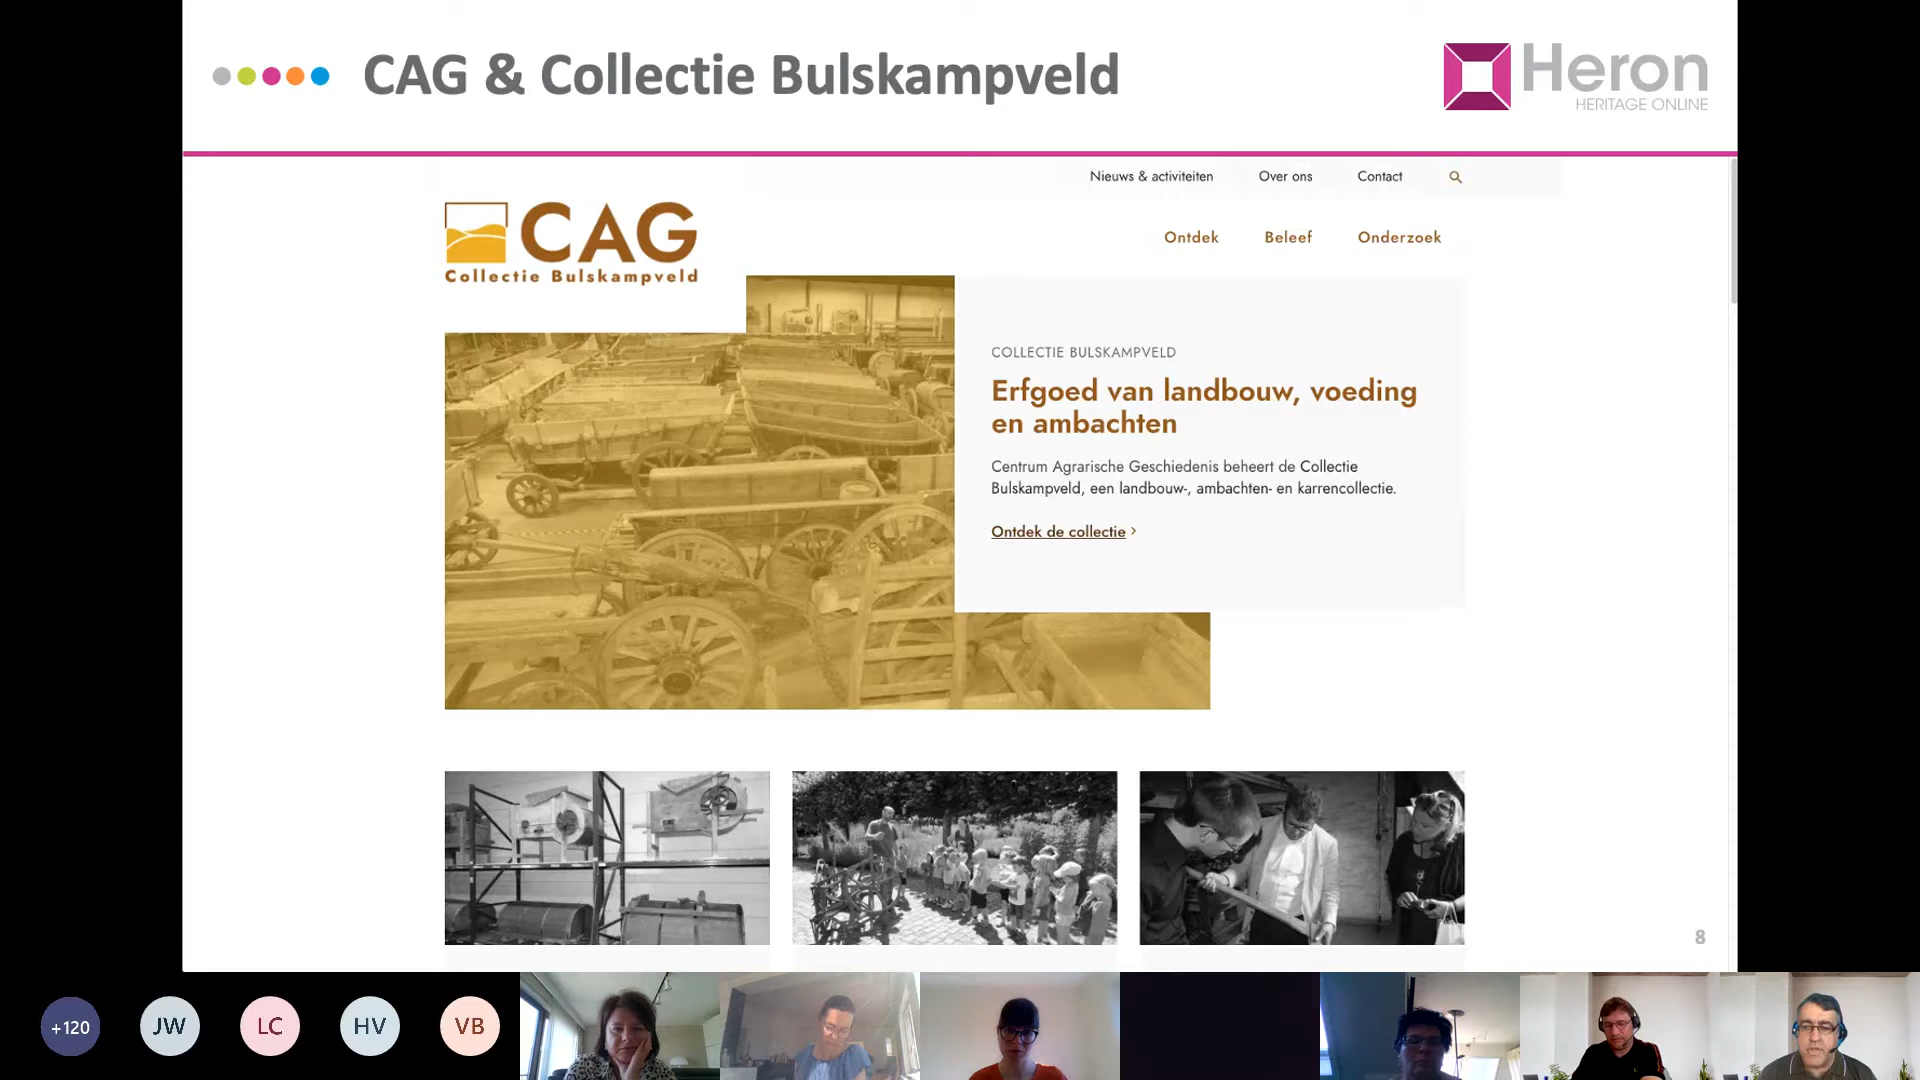 CAG & Collectie Bulskampveld
Heron
HERITAGE ONLINE
Nieuws & activiteiten
Over ons
Contact
CAG
Collectie Bulskampveld
Ontdek
Beleef
Onderzoek
COLLECTIE BULSKAMPVELD
Erfgoed van landbouw, voeding
en ambachten
Centrum Agrarische Geschiedenis beheert de Collectie
Bulskampveld, een landbouw-, ambachten- en karrencollectie.
Ontdek de collectie ›
8
+120
JW
LC
HV
VB